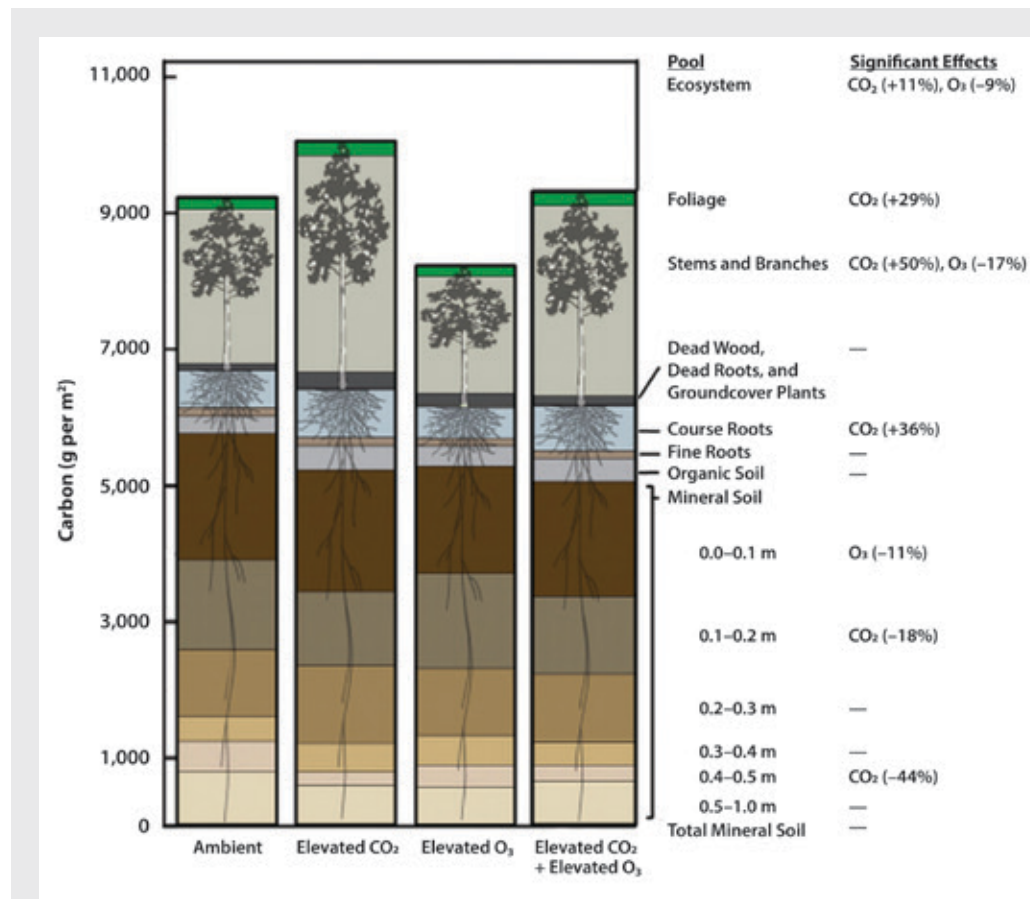 Pool Significant Effects
11,000
Ecosystem CO₂ (+11%), O₃ (–9%)
9,000
Foliage CO₂ (+29%)
Stems and Branches CO₂ (+50%), O₃ (–17%)
7,000
Dead Wood, —
Dead Roots, and
Groundcover Plants
Course Roots CO₂ (+36%)
Fine Roots —
Organic Soil —
5,000
Mineral Soil
Carbon (g per m²)
0.0–0.1 m O₃ (–11%)
3,000
0.1–0.2 m CO₂ (–18%)
0.2–0.3 m —
1,000
0.3–0.4 m —
0.4–0.5 m CO₂ (–44%)
0.5–1.0 m —
0
Total Mineral Soil —
Ambient
Elevated CO₂
Elevated O₃
Elevated CO₂
+ Elevated O₃